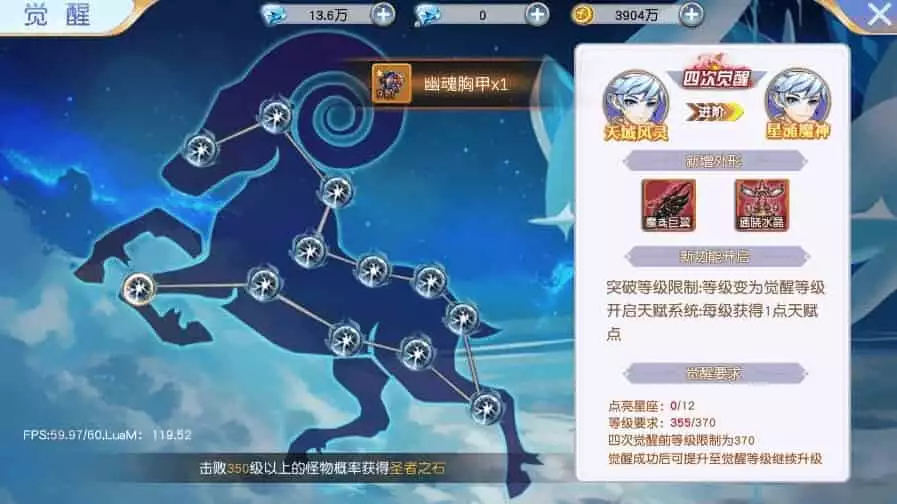 觉醒
13.6万
0
3904万
幽魂胸甲x1
四次觉醒
进阶
天域风灵
星涌魔神
新增外形
魔鸢巨翼
通晓水晶
新功能开启
突破等级限制:等级变为觉醒等级
开启天赋系统:每级获得1点天赋
点
觉醒要求
点亮星座：0/12
等级要求：355/370
四次觉醒前等级限制为370
觉醒成功后可提升至觉醒等级继续升级
FPS:59.97/60,LuaM：119.52
击败350级以上的怪物概率获得圣者之石